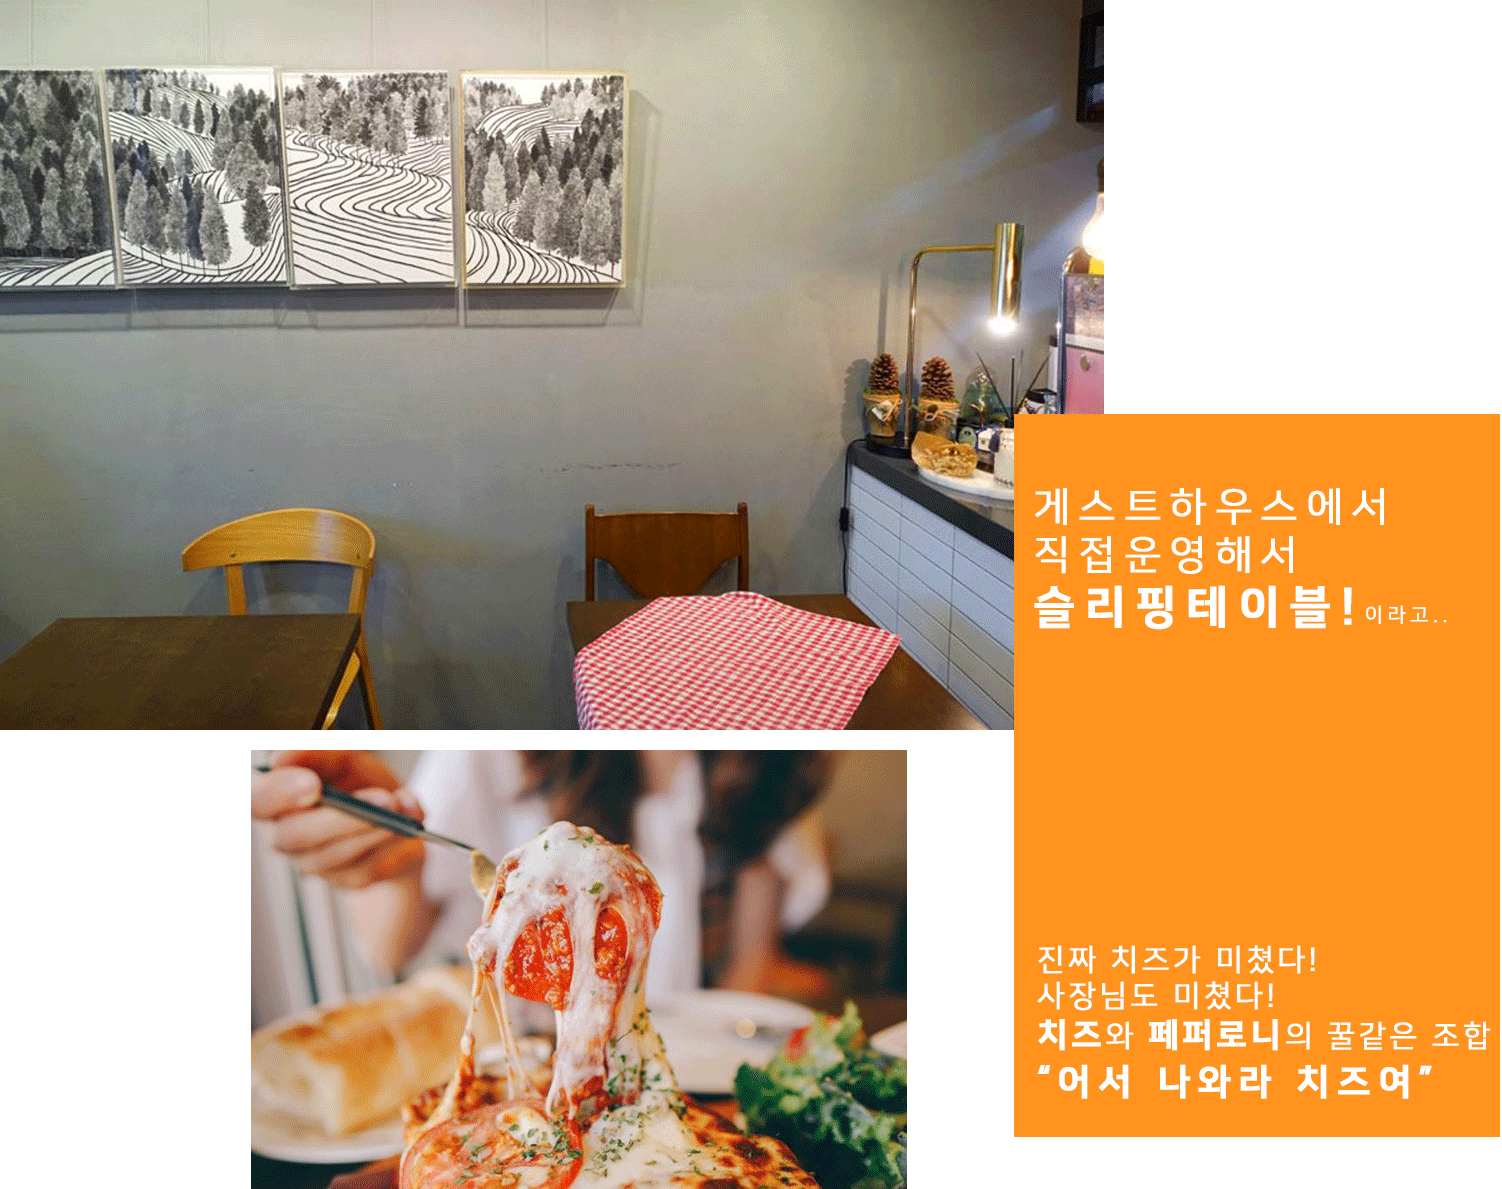 게스트하우스에서
직접운영해서
슬리핑테이블! 이라고..
진짜 치즈가 미쳤다!
사장님도 미쳤다!
치즈와 페퍼로니의 꿀같은 조합
“어서 나와라 치즈여”